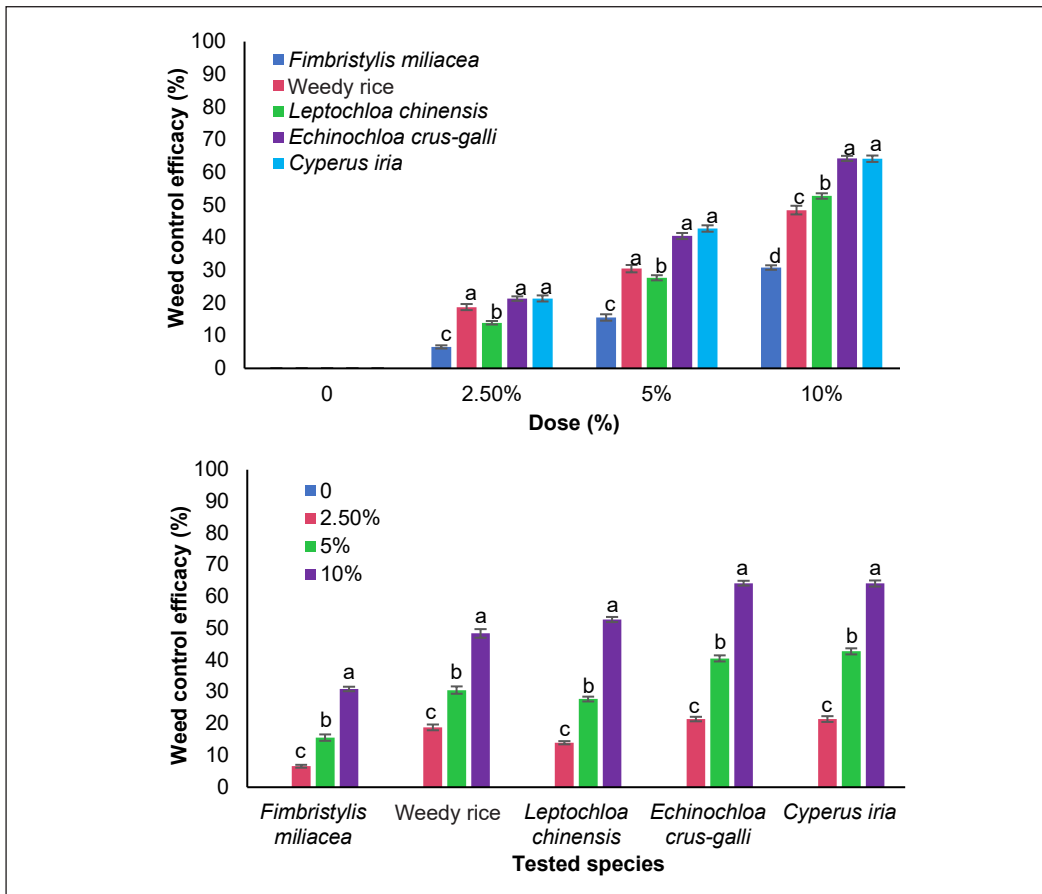 100
90
80
70
60
50
40
30
20
10
0
Weed control efficacy (%)
Fimbristylis miliacea
Weedy rice
Leptochloa chinensis
Echinochloa crus-galli
Cyperus iria
c a b a a
c a b a a
d c b a a
0 2.50% 5% 10%
Dose (%)
100
90
80
70
60
50
40
30
20
10
0
Weed control efficacy (%)
0
2.50%
5%
10%
c b a
c b a
c b a
c b a
c b a
Fimbristylis miliacea
Weedy rice
Leptochloa chinensis
Echinochloa crus-galli
Cyperus iria
Tested species